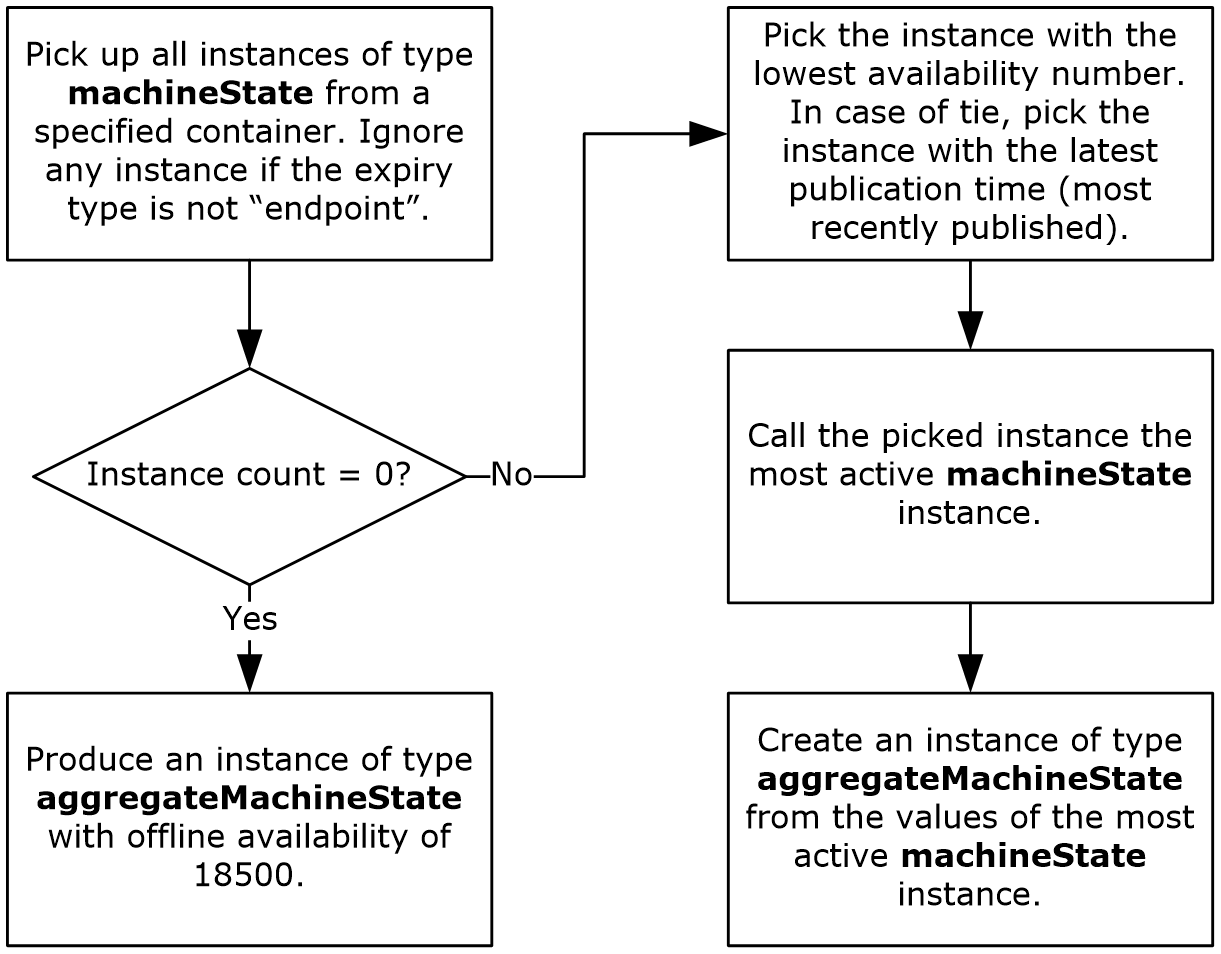 Pick up all instances of type
machineState from a
specified container. Ignore
any instance if the expiry
type is not “endpoint”.
Instance count = 0?
No
Yes
Produce an instance of type
aggregateMachineState
with offline availability of
18500.
Pick the instance with the
lowest availability number.
In case of tie, pick the
instance with the latest
publication time (most
recently published).
Call the picked instance the
most active machineState
instance.
Create an instance of type
aggregateMachineState
from the values of the most
active machineState
instance.